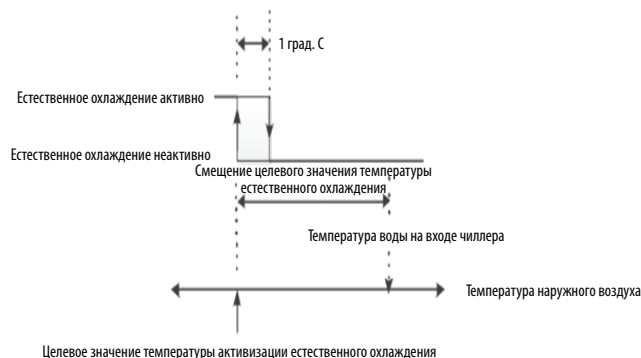 1 град. С
Естественное охлаждение активно
Естественное охлаждение неактивно
Смещение целевого значения температуры
естественного охлаждения
Температура воды на входе чиллера
Температура наружного воздуха
Целевое значение температуры активизации естественного охлаждения